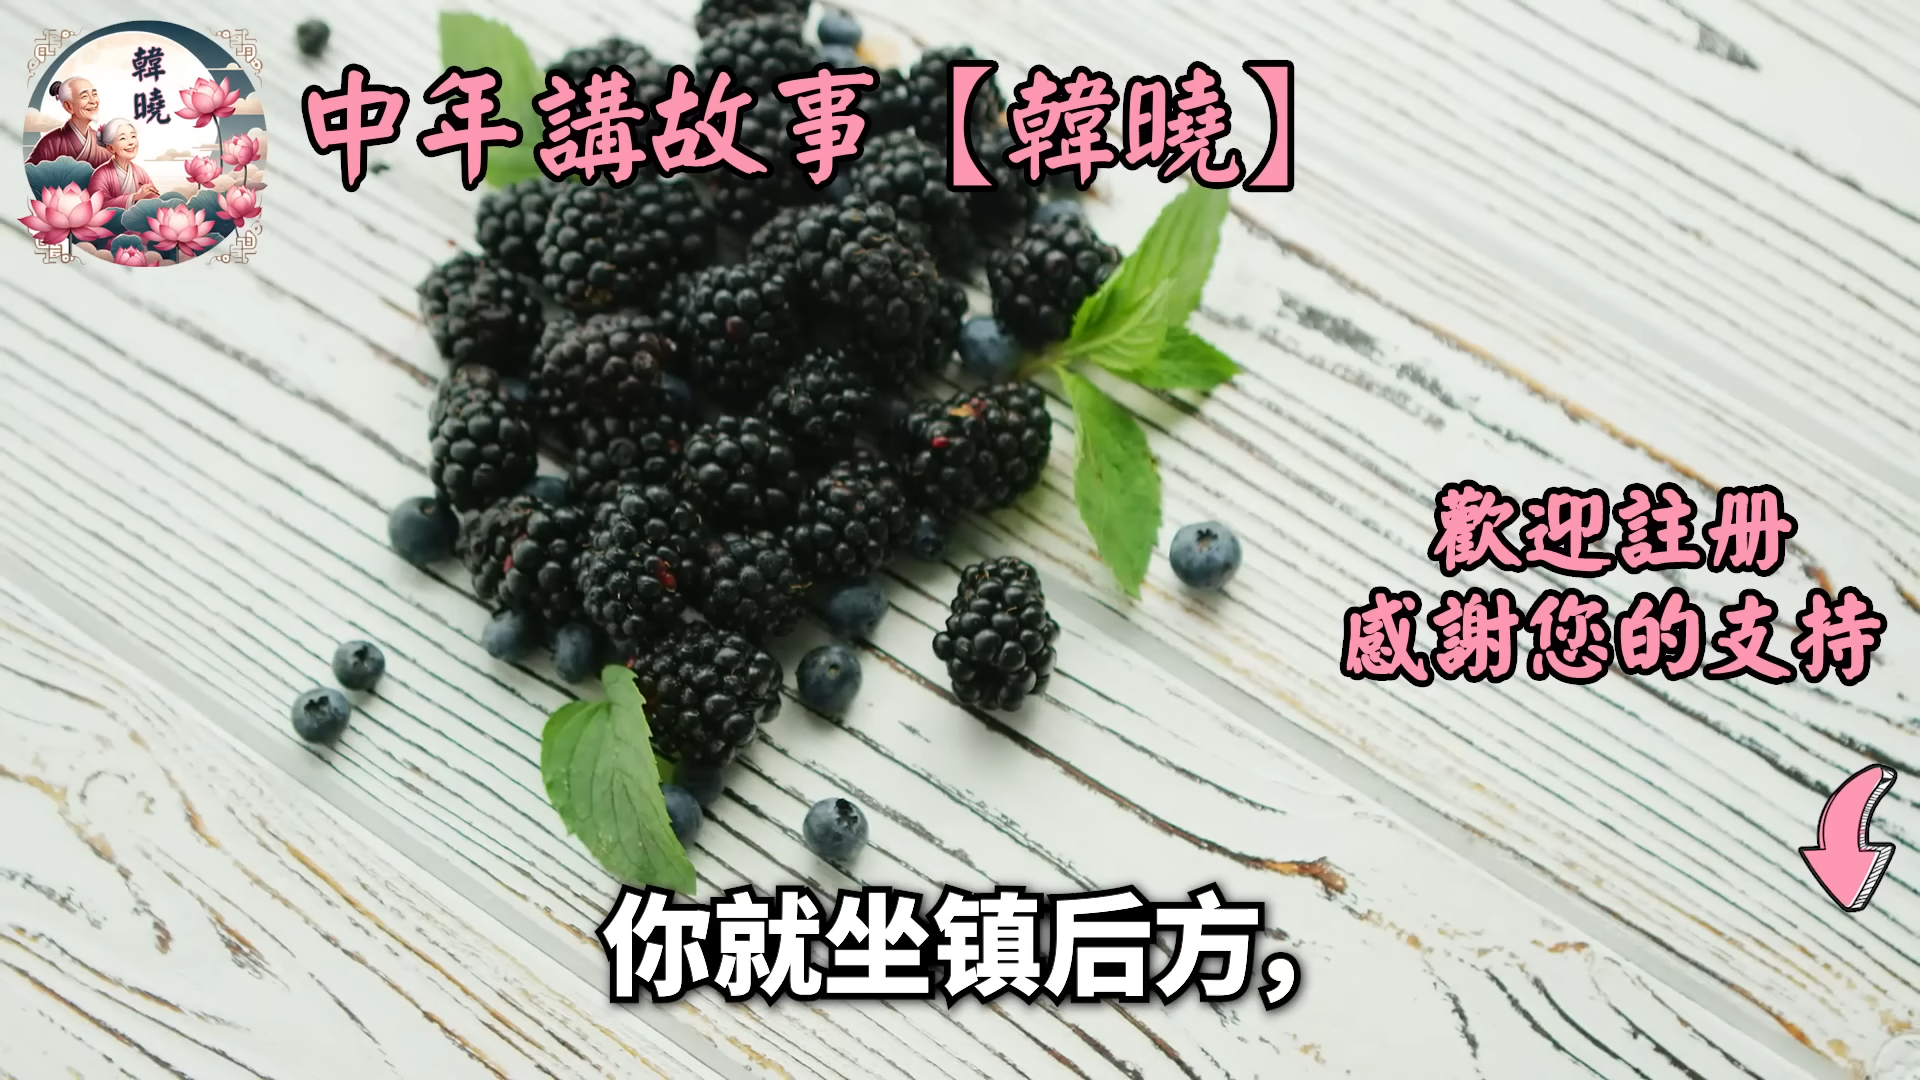 韓曉
中年講故事【韓曉】
歡迎註册
感謝您的支持
你就坐镇后方,